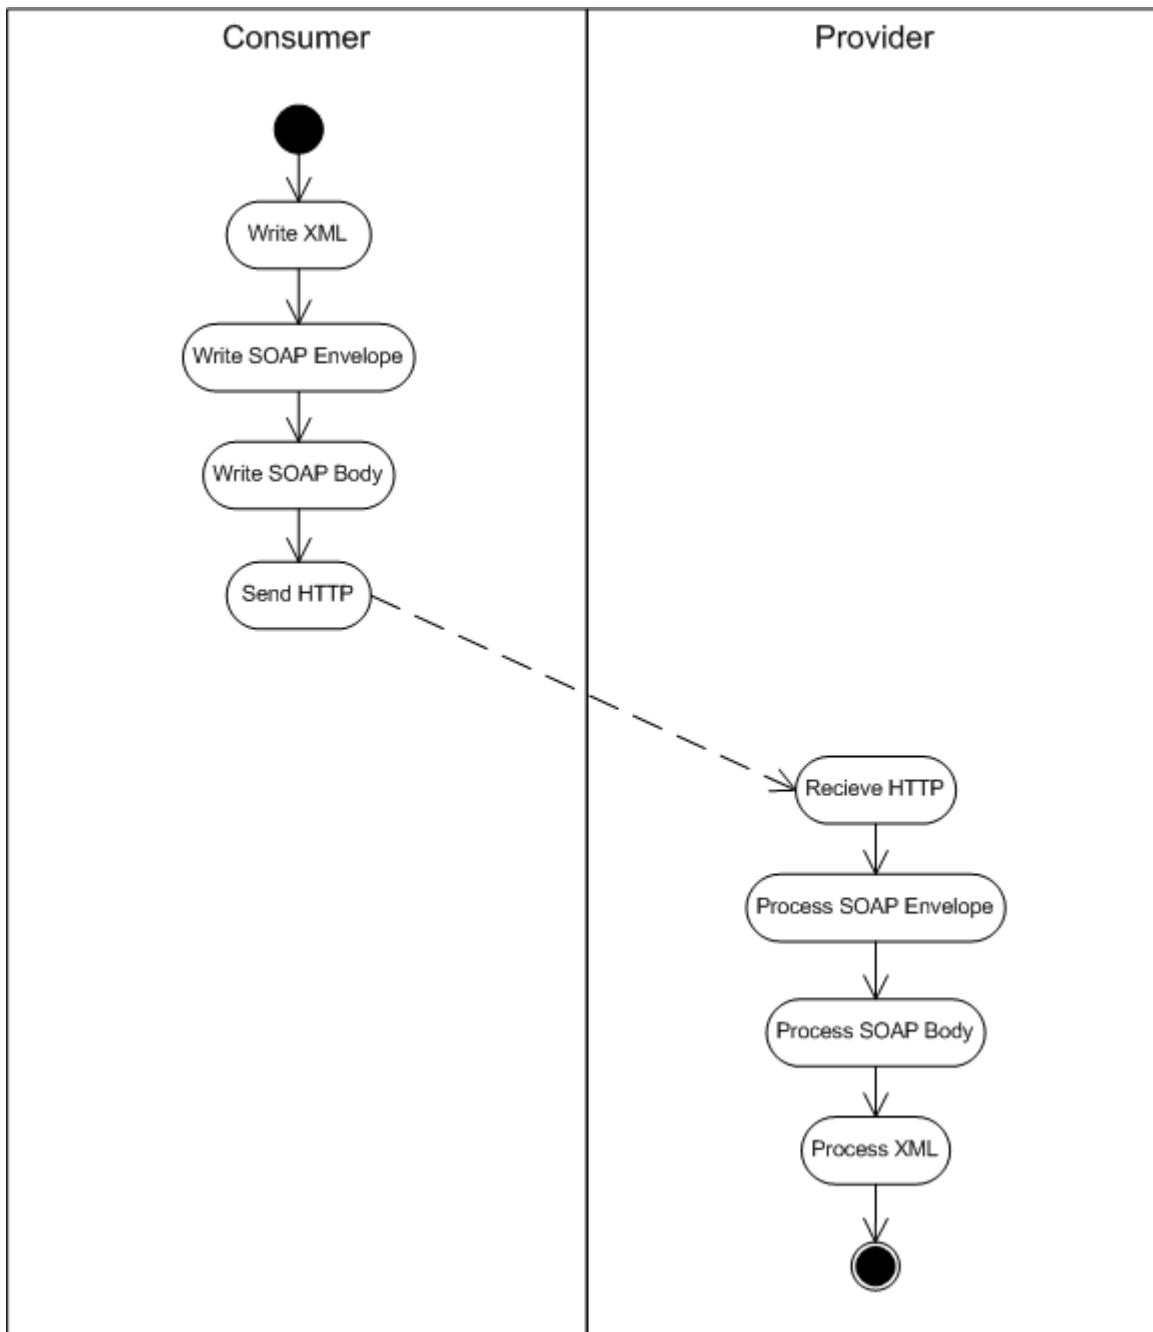 Consumer
Provider
Write XML
Write SOAP Envelope
Write SOAP Body
Send HTTP
Recieve HTTP
Process SOAP Envelope
Process SOAP Body
Process XML